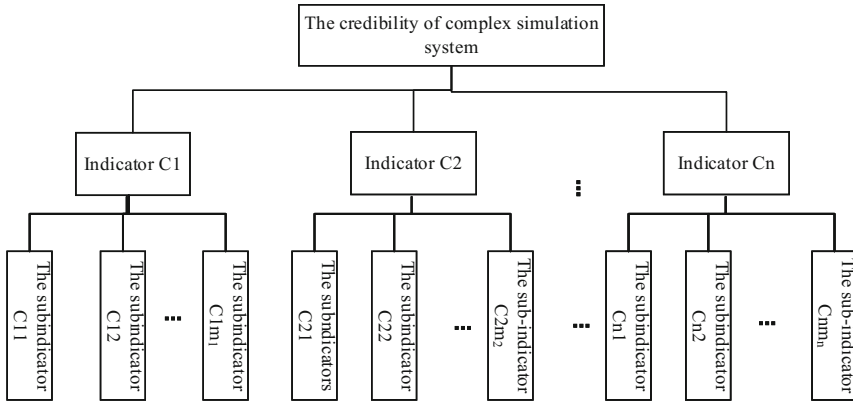 The credibility of complex simulation
system
Indicator C1
Indicator C2
Indicator Cn
The subindicator
C11
The subindicator
C12
The subindicator
C1m₁
The subndicators
C21
The subindicator
C22
The sub-indicator
C2m₂
The subindicator
Cn1
The subindicator
Cn2
The sub-indicator
Cnmₙ